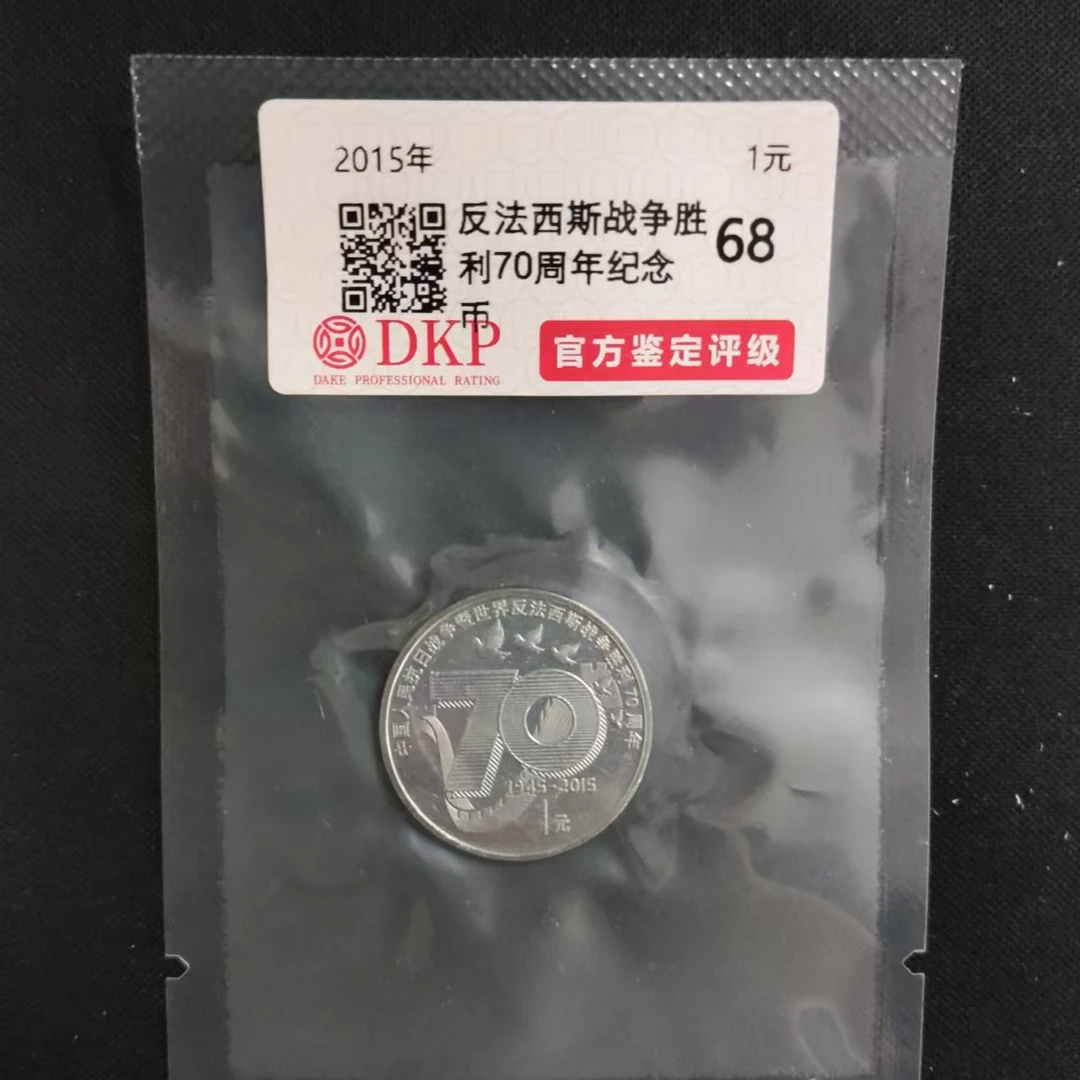 2015年 1元
反法西斯战争胜
利70周年纪念
币
68
DKP
DAKE PROFESSIONAL RATING
官方鉴定评级
中国人民抗日战争暨世界反法西斯战争胜利70周年
70
1945-2015
1元